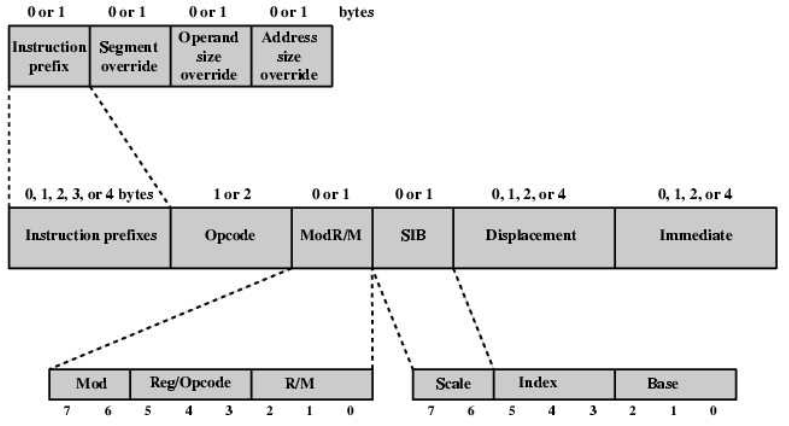 0 or 1 0 or 1 0 or 1 0 or 1 bytes
Instruction prefix
Segment override
Operand size override
Address size override
0, 1, 2, 3, or 4 bytes 1 or 2 0 or 1 0 or 1 0, 1, 2, or 4 0, 1, 2, or 4
Instruction prefixes Opcode ModR/M SIB Displacement Immediate
Mod Reg/Opcode R/M Scale Index Base
7 6 5 4 3 2 1 0 7 6 5 4 3 2 1 0